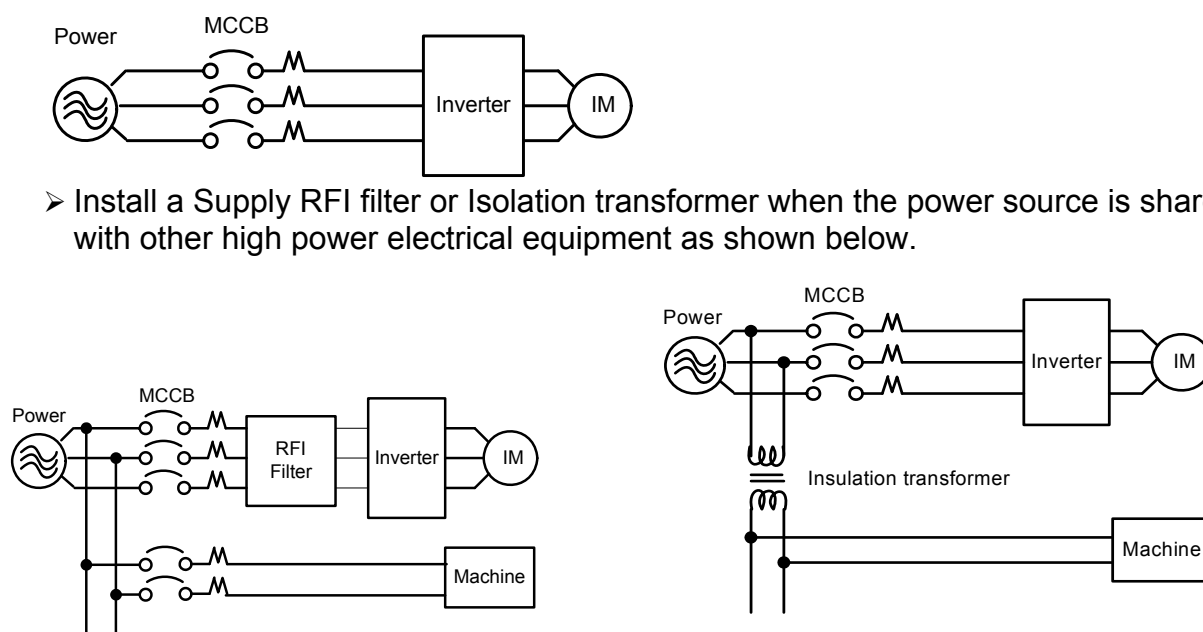 Power
MCCB
Inverter
IM
➢ Install a Supply RFI filter or Isolation transformer when the power source is shar
with other high power electrical equipment as shown below.
Power
MCCB
RFI
Filter
Inverter
IM
Machine
MCCB
Power
Inverter
IM
Insulation transformer
Machine